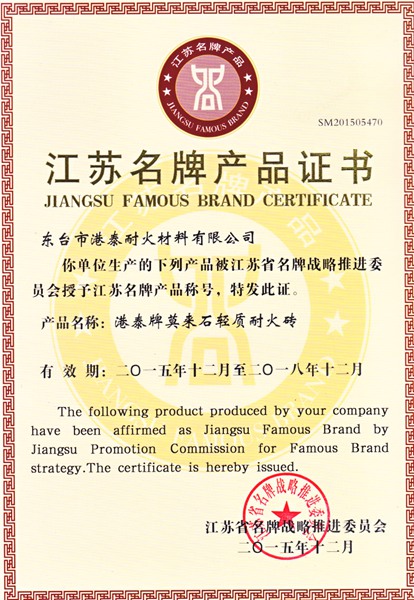 江苏名牌产品
JIANGSU FAMOUS BRAND
SM201505470
江苏名牌产品证书
JIANGSU FAMOUS BRAND CERTIFICATE
东台市港泰耐火材料有限公司
你单位生产的下列产品被江苏省名牌战略推进委
员会授予江苏名牌产品称号，特发此证。
产品名称：港泰牌莫来石轻质耐火砖
有 效 期：二〇一五年十二月至二〇一八年十二月
The following product produced by your company
have been affirmed as Jiangsu Famous Brand by
Jiangsu Promotion Commission for Famous Brand
strategy.The certificate is hereby issued.
江苏省名牌战略推进委员会
江苏省名牌战略推进委员会
二〇一五年十二月